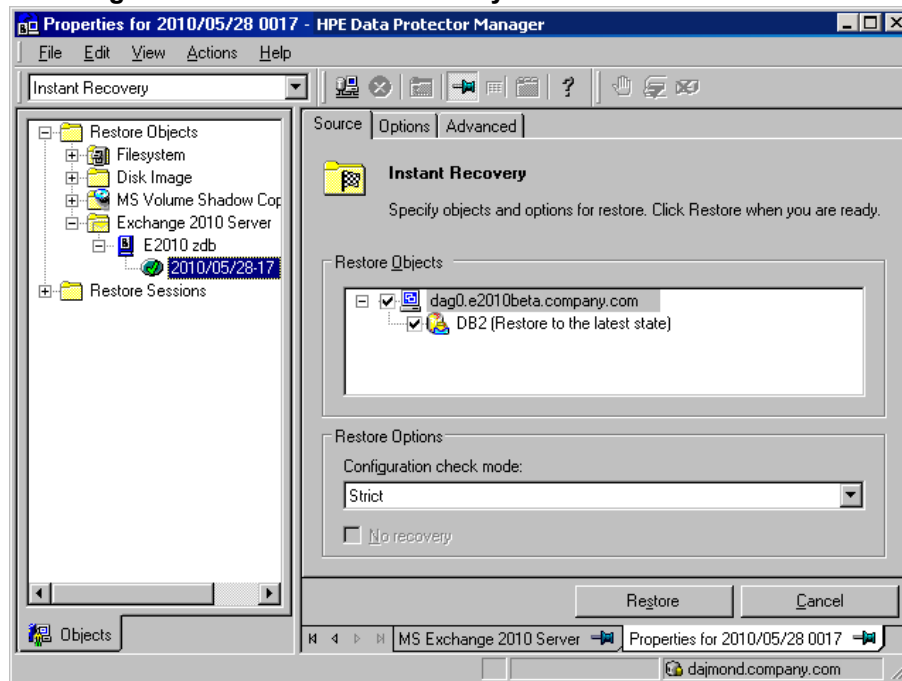 Properties for 2010/05/28 0017 - HPE Data Protector Manager
File Edit View Actions Help
Instant Recovery
Restore Objects
Filesystem
Disk Image
MS Volume Shadow Cop
Exchange 2010 Server
E2010 zdb
2010/05/28-17
Restore Sessions
Objects
Source Options Advanced
Instant Recovery
Specify objects and options for restore. Click Restore when you are ready.
Restore Objects
dag0.e2010beta.company.com
DB2 (Restore to the latest state)
Restore Options
Configuration check mode:
Strict
No recovery
Restore Cancel
MS Exchange 2010 Server Properties for 2010/05/28 0017
dajmond.company.com